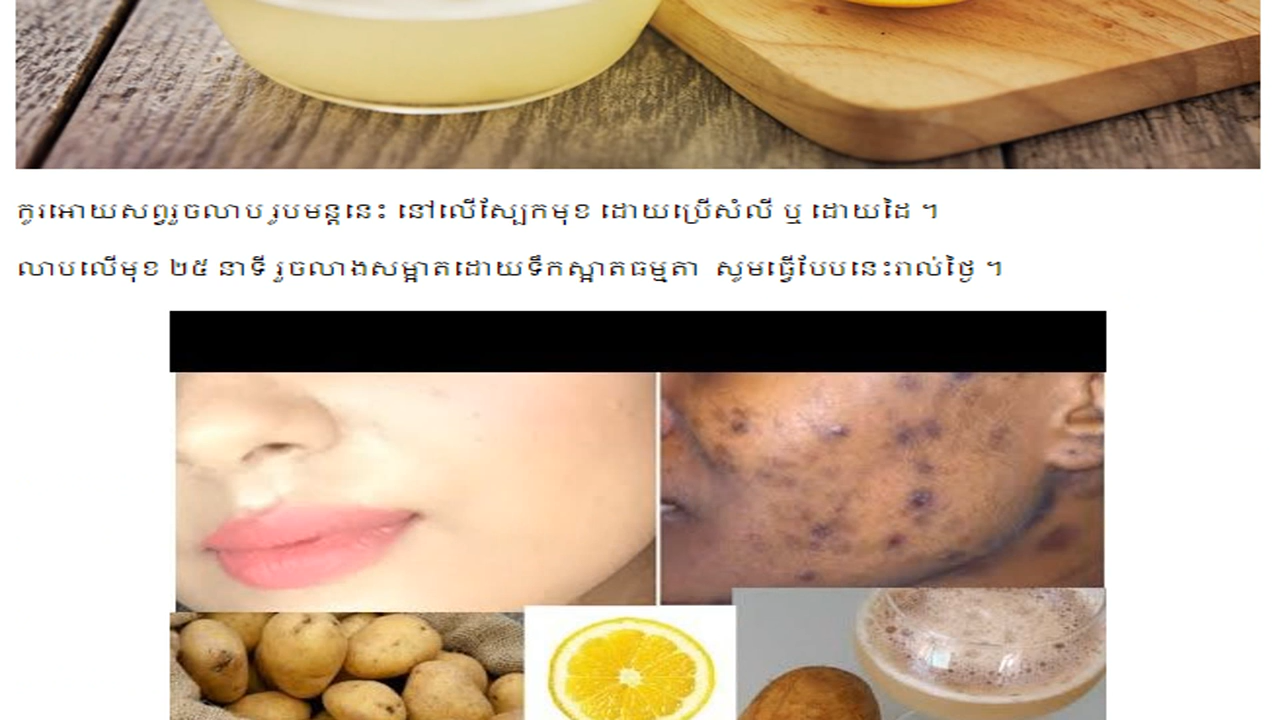 កូរអោយសព្វរួចលាប រូបមន្តនេះ នៅលើស្បែកមុខ ដោយប្រើសំលី ឬ ដោយដៃ ។
លាបលើមុខ ២៥ នាទី រួចលាងសម្អាតដោយទឹកស្អាតធម្មតា សូមធ្វើបែបនេះរាល់ថ្ងៃ ។